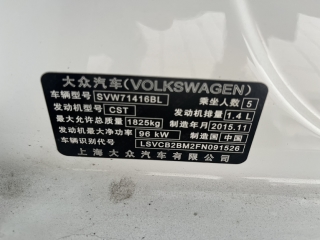 大众汽车(VOLKSWAGEN)
车辆型号 SVW71416BL 乘坐人数 5
发动机型号 CST 发动机排量 1.4 L
最大允许总质量 1825kg 制造年月 2015.11
发动机最大净功率 96 kW 制造国 中国
车辆识别代号 LSVCB2BM2FN091526
上海大众汽车有限公司